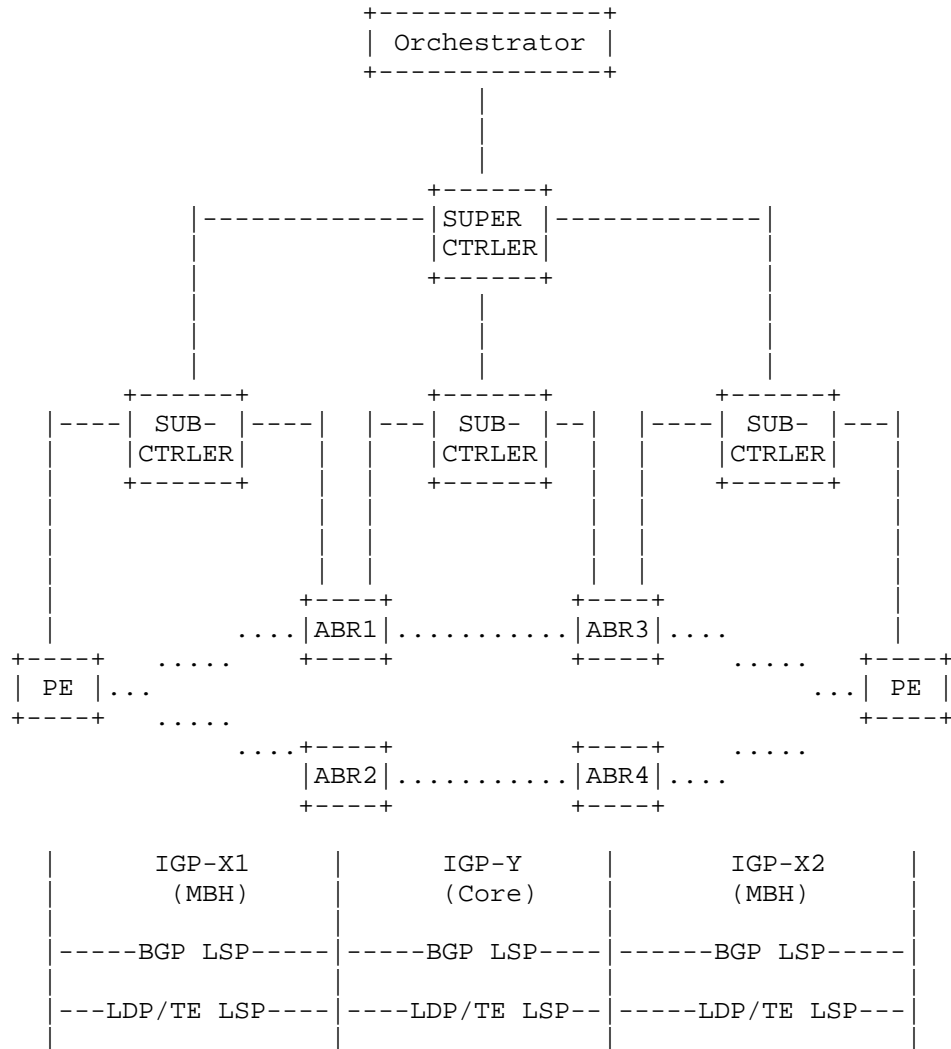 Orchestrator
SUPER
CTRLER
SUB- SUB- SUB-
CTRLER CTRLER CTRLER
ABR1 ABR3
PE PE
ABR2 ABR4
IGP-X1 IGP-Y IGP-X2
(MBH) (Core) (MBH)
BGP LSP BGP LSP BGP LSP
LDP/TE LSP LDP/TE LSP LDP/TE LSP